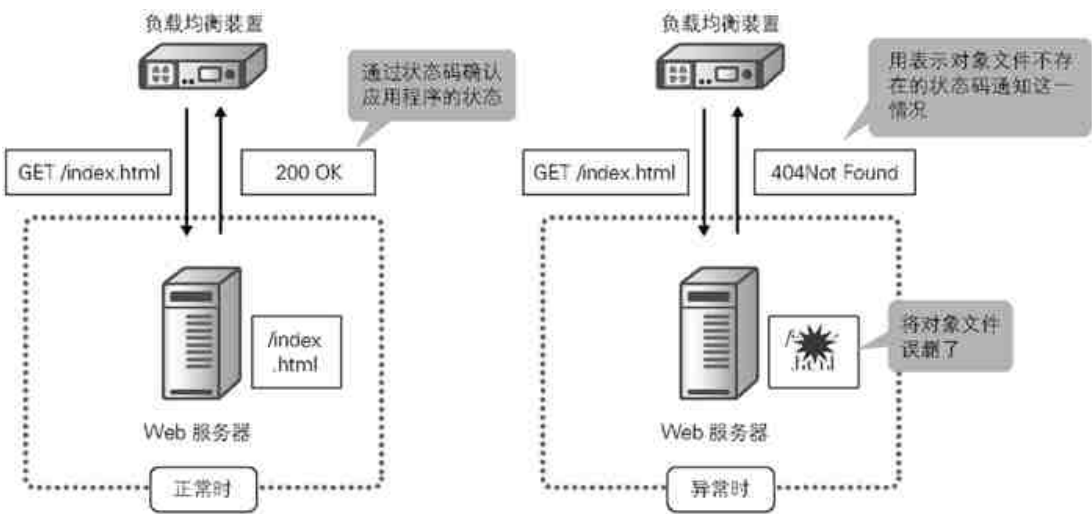 负载均衡装置
通过状态码确认
应用程序的状态
GET /index.html
200 OK
/index
.html
Web 服务器
正常时
负载均衡装置
用表示对象文件不存
在的状态码通知这一
情况
GET /index.html
404Not Found
将对象文件
误删了
Web 服务器
异常时